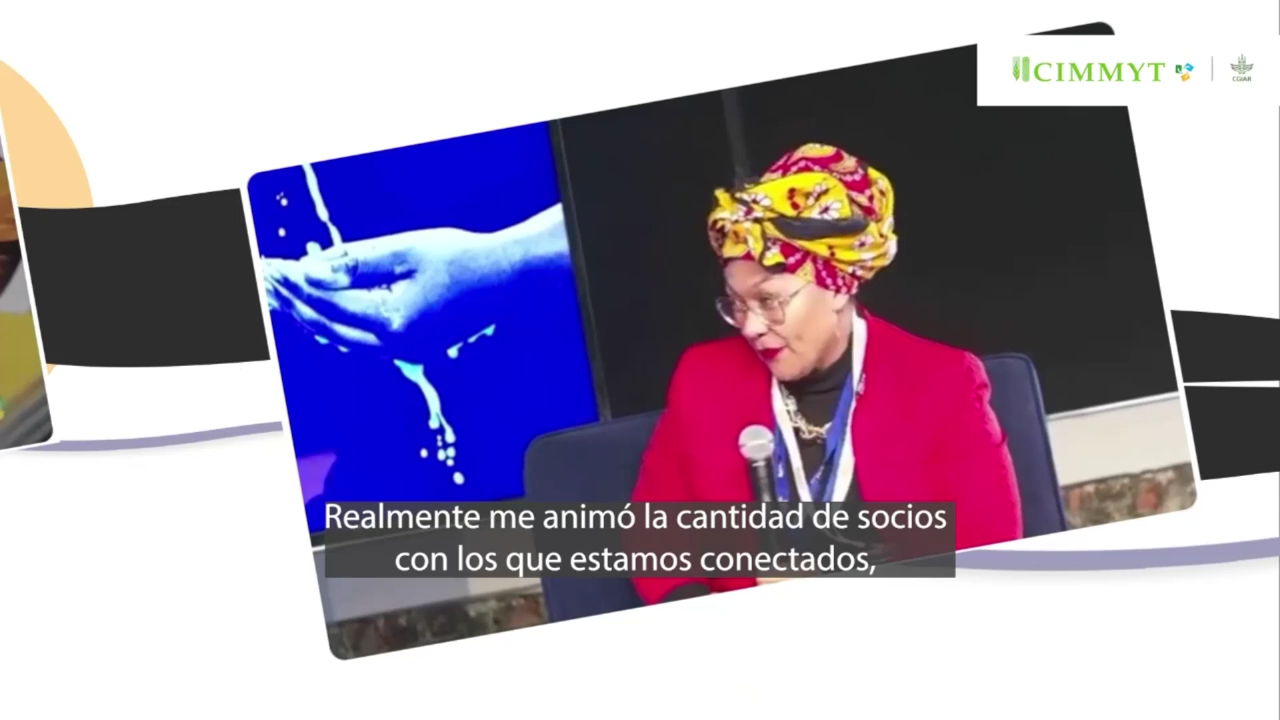 CIMMYT
CGIAR
Realmente me animó la cantidad de socios
con los que estamos conectados,